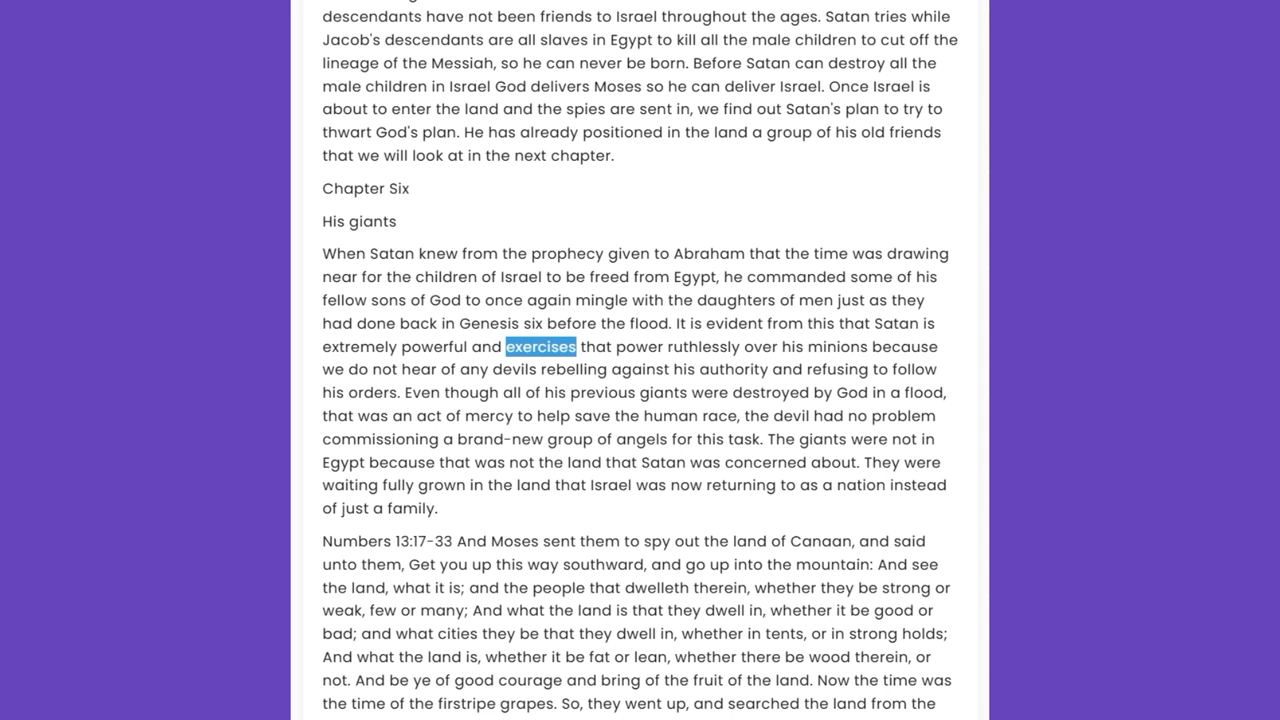 descendants have not been friends to Israel throughout the ages. Satan tries while
Jacob's descendants are all slaves in Egypt to kill all the male children to cut off the
lineage of the Messiah, so he can never be born. Before Satan can destroy all the
male children in Israel God delivers Moses so he can deliver Israel. Once Israel is
about to enter the land and the spies are sent in, we find out Satan's plan to try to
thwart God's plan. He has already positioned in the land a group of his old friends
that we will look at in the next chapter.
Chapter Six
His giants
When Satan knew from the prophecy given to Abraham that the time was drawing
near for the children of Israel to be freed from Egypt, he commanded some of his
fellow sons of God to once again mingle with the daughters of men just as they
had done back in Genesis six before the flood. It is evident from this that Satan is
extremely powerful and exercises that power ruthlessly over his minions because
we do not hear of any devils rebelling against his authority and refusing to follow
his orders. Even though all of his previous giants were destroyed by God in a flood,
that was an act of mercy to help save the human race, the devil had no problem
commissioning a brand-new group of angels for this task. The giants were not in
Egypt because that was not the land that Satan was concerned about. They were
waiting fully grown in the land that Israel was now returning to as a nation instead
of just a family.
Numbers 13:17-33 And Moses sent them to spy out the land of Canaan, and said
unto them, Get you up this way southward, and go up into the mountain: And see
the land, what it is; and the people that dwelleth therein, whether they be strong or
weak, few or many; And what the land is that they dwell in, whether it be good or
bad; and what cities they be that they dwell in, whether in tents, or in strong holds;
And what the land is, whether it be fat or lean, whether there be wood therein, or
not. And be ye of good courage and bring of the fruit of the land. Now the time was
the time of the firstripe grapes. So, they went up, and searched the land from the